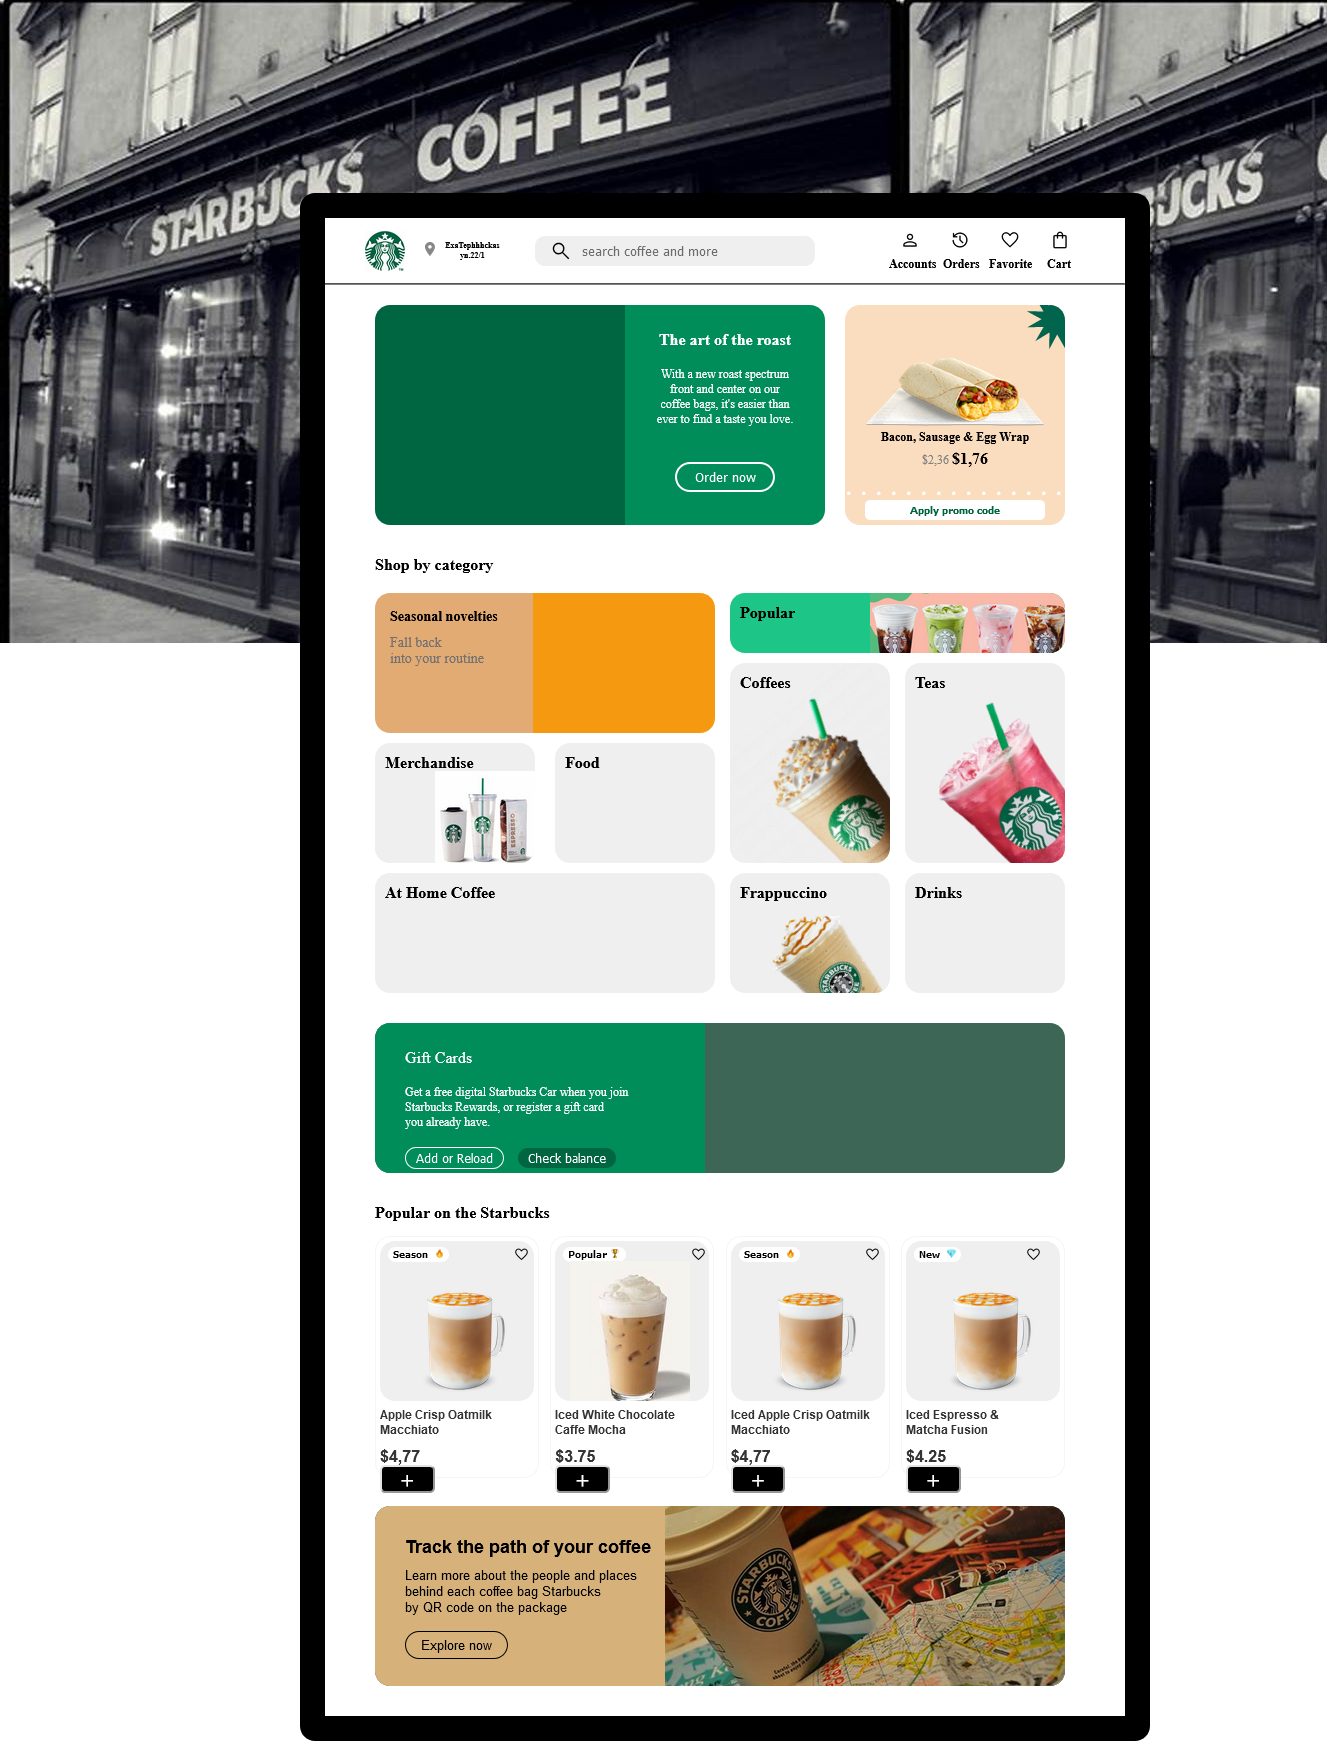 COFFEE
STARBUCKS
UCKS
ExaTephhhckas
yn.22/1
search coffee and more
Accounts Orders Favorite Cart
The art of the roast
With a new roast spectrum
front and center on our
coffee bags, it's easier than
ever to find a taste you love.
Order now
Bacon, Sausage & Egg Wrap
$2,36 $1,76
Apply promo code
Shop by category
Seasonal novelties
Fall back
into your routine
Popular
Coffees
Teas
Merchandise
ESPRESSO
Food
At Home Coffee
Frappuccino
STARBUCKS
COFFEE
Drinks
Gift Cards
Get a free digital Starbucks Car when you join
Starbucks Rewards, or register a gift card
you already have.
Add or Reload
Check balance
Popular on the Starbucks
Season
Popular
Season
New
Apple Crisp Oatmilk
Macchiato
$4,77
+
Iced White Chocolate
Caffe Mocha
$3.75
+
Iced Apple Crisp Oatmilk
Macchiato
$4,77
+
Iced Espresso &
Matcha Fusion
$4.25
+
Track the path of your coffee
Learn more about the people and places
behind each coffee bag Starbucks
by QR code on the package
Explore now
STARBUCKS
COFFEE